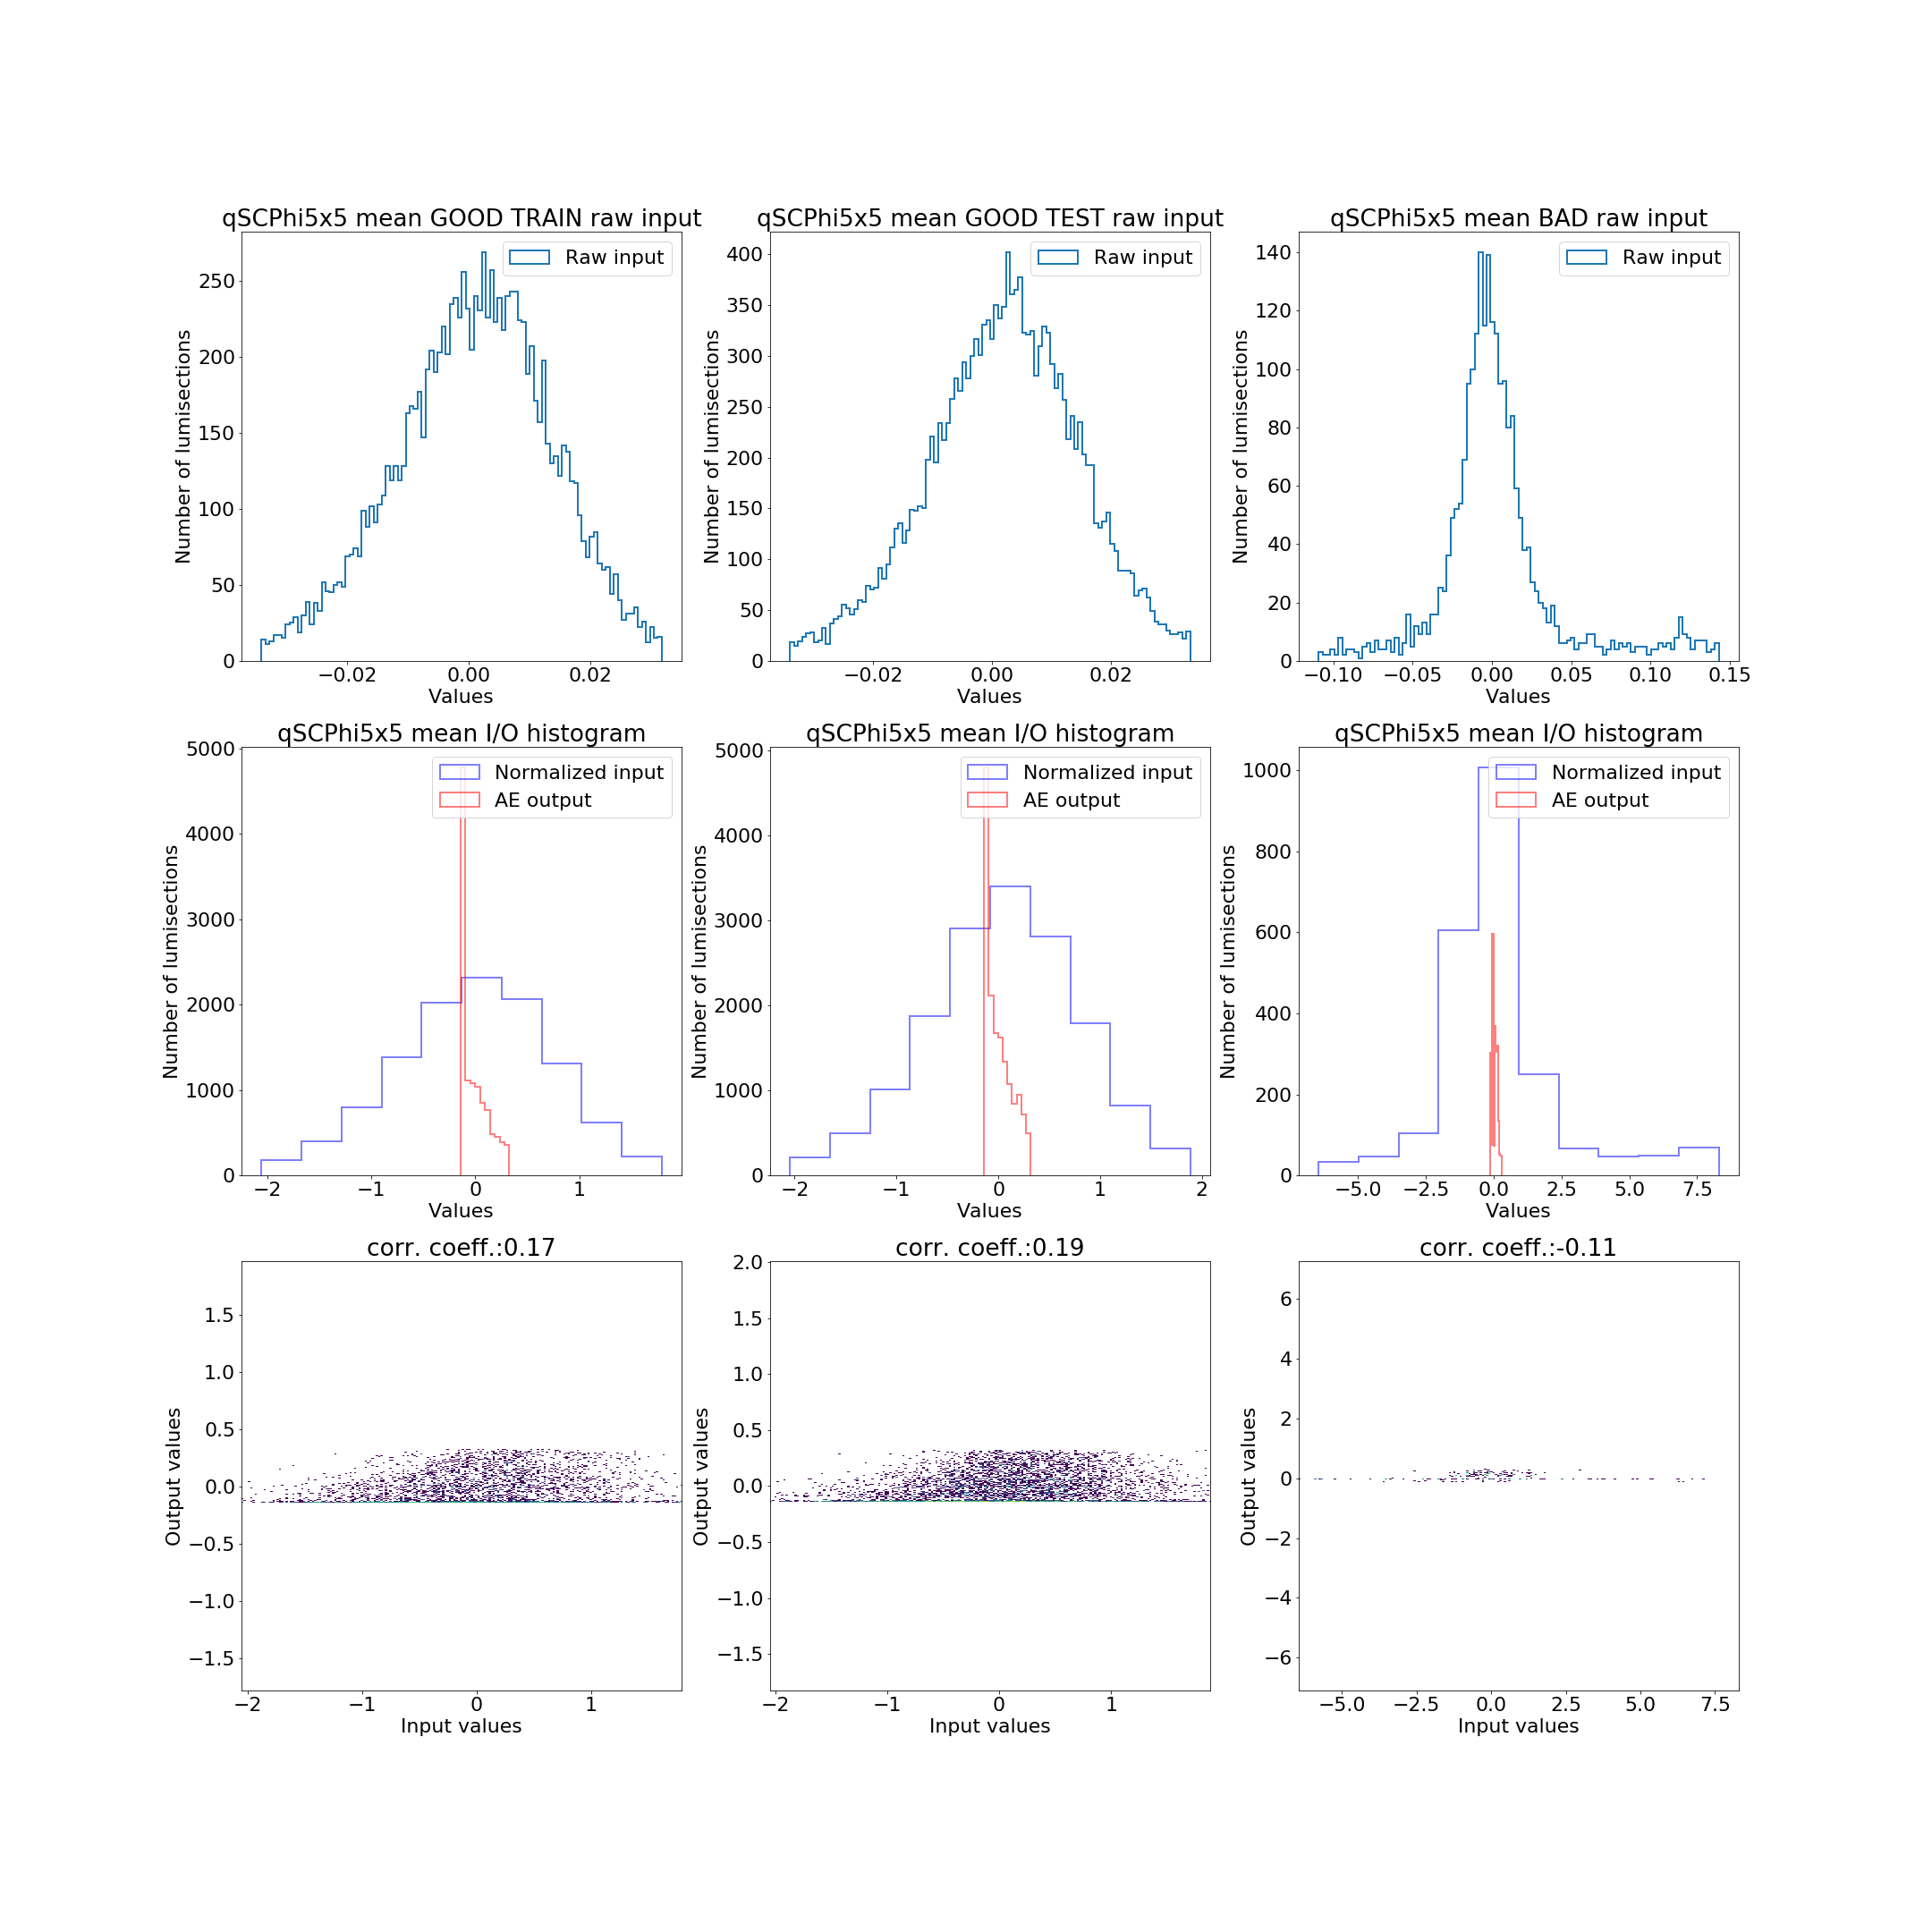 qSCPhi5x5 mean GOOD TRAIN raw input
Raw input
Number of lumisections
250
200
150
100
50
0
−0.02 0.00 0.02
Values
qSCPhi5x5 mean GOOD TEST raw input
Raw input
Number of lumisections
400
350
300
250
200
150
100
50
0
−0.02 0.00 0.02
Values
qSCPhi5x5 mean BAD raw input
Raw input
Number of lumisections
140
120
100
80
60
40
20
0
−0.10 −0.05 0.00 0.05 0.10 0.15
Values
qSCPhi5x5 mean I/O histogram
Normalized input
AE output
Number of lumisections
5000
4000
3000
2000
1000
0
−2 −1 0 1
Values
qSCPhi5x5 mean I/O histogram
Normalized input
AE output
Number of lumisections
5000
4000
3000
2000
1000
0
−2 −1 0 1 2
Values
qSCPhi5x5 mean I/O histogram
Normalized input
AE output
Number of lumisections
1000
800
600
400
200
0
−5.0 −2.5 0.0 2.5 5.0 7.5
Values
corr. coeff.:0.17
Output values
1.5
1.0
0.5
0.0
−0.5
−1.0
−1.5
−2 −1 0 1
Input values
corr. coeff.:0.19
Output values
2.0
1.5
1.0
0.5
0.0
−0.5
−1.0
−1.5
−2 −1 0 1
Input values
corr. coeff.:-0.11
Output values
6
4
2
0
−2
−4
−6
−5.0 −2.5 0.0 2.5 5.0 7.5
Input values